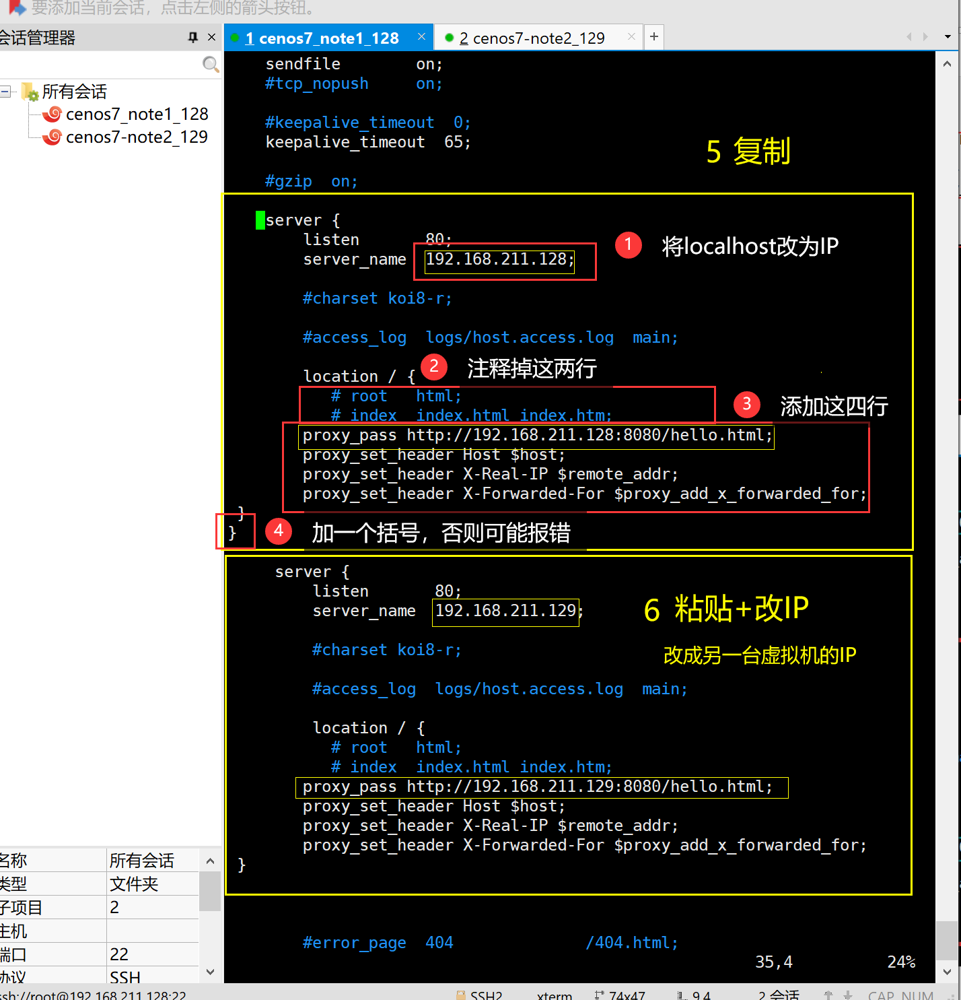 要添加当前会话，点击左侧的箭头按钮。
会话管理器
1 cenos7_note1_128
2 cenos7-note2_129
所有会话
cenos7_note1_128
cenos7-note2_129
sendfile on;
#tcp_nopush on;
#keepalive_timeout 0;
keepalive_timeout 65;
5 复制
#gzip on;
server {
listen 80;
server_name 192.168.211.128;
1 将localhost改为IP
#charset koi8-r;
#access_log logs/host.access.log main;
location / {
2 注释掉这两行
# root html;
# index index.html index.htm;
3 添加这四行
proxy_pass http://192.168.211.128:8080/hello.html;
proxy_set_header Host $host;
proxy_set_header X-Real-IP $remote_addr;
proxy_set_header X-Forwarded-For $proxy_add_x_forwarded_for;
}
}
4 加一个括号，否则可能报错
server {
listen 80;
server_name 192.168.211.129;
6 粘贴+改IP
改成另一台虚拟机的IP
#charset koi8-r;
#access_log logs/host.access.log main;
location / {
# root html;
# index index.html index.htm;
proxy_pass http://192.168.211.129:8080/hello.html;
proxy_set_header Host $host;
proxy_set_header X-Real-IP $remote_addr;
proxy_set_header X-Forwarded-For $proxy_add_x_forwarded_for;
}
#error_page 404 /404.html;
35,4 24%
名称 所有会话
类型 文件夹
子项目 2
主机
端口 22
协议 SSH
ssh://root@192.168.211.128:22 SSH2 xterm 74x47 9,4 2 会话 CAP NUM